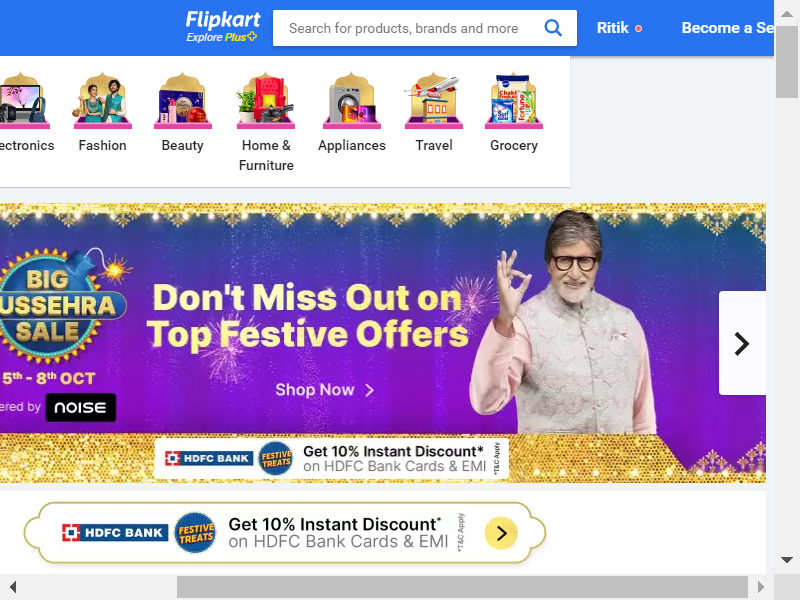 Flipkart
Explore Plus
Search for products, brands and more
Ritik
Become a Se
ectronics
Fashion
Beauty
Home &
Furniture
Appliances
Travel
Grocery
BIG
USSEHRA
SALE
5th - 8th OCT
ered by NOISE
Don't Miss Out on
Top Festive Offers
Shop Now
HDFC BANK
FESTIVE
TREATS
Get 10% Instant Discount*
on HDFC Bank Cards & EMI
*T&C Apply
HDFC BANK
FESTIVE
TREATS
Get 10% Instant Discount*
on HDFC Bank Cards & EMI
*T&C Apply